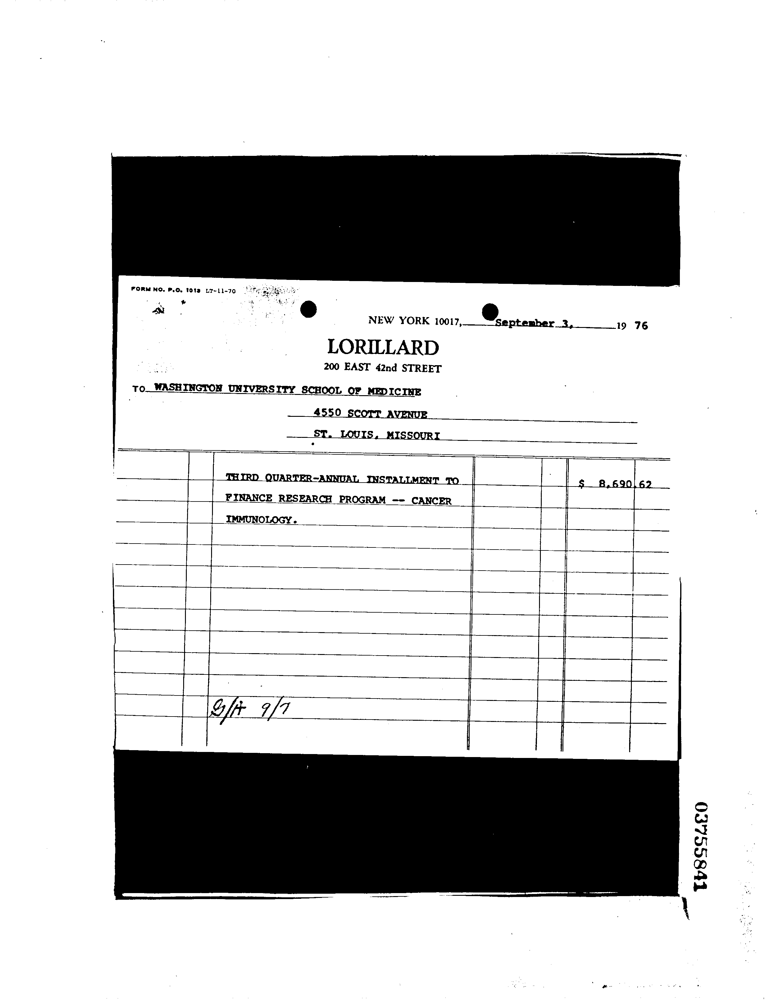 FORM NO. P.O. 1013 L7-11-70
NEW YORK 10017, September 3, 19 76
LORILLARD
200 EAST 42nd STREET
TO WASHINGTON UNIVERSITY SCHOOL OF MEDICINE
4550 SCOTT AVENUE
ST. LOUIS, MISSOURI
THIRD QUARTER-ANNUAL INSTALLMENT TO $ 8,690.62
FINANCE RESEARCH PROGRAM -- CANCER
IMMUNOLOGY.
9/7
03755841